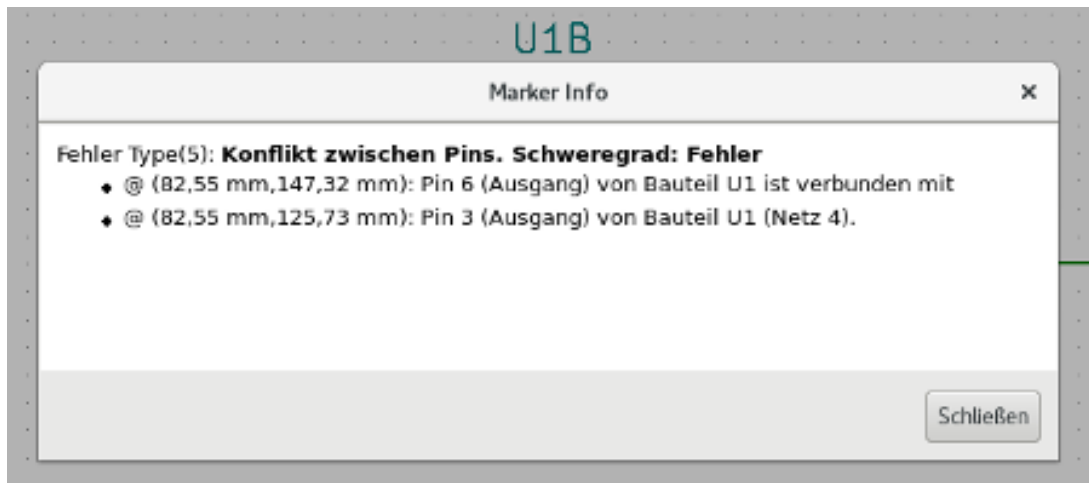 U1B
Marker Info ×
Fehler Type(5): Konflikt zwischen Pins. Schweregrad: Fehler
• @ (82,55 mm,147,32 mm): Pin 6 (Ausgang) von Bauteil U1 ist verbunden mit
• @ (82,55 mm,125,73 mm): Pin 3 (Ausgang) von Bauteil U1 (Netz 4).
Schließen